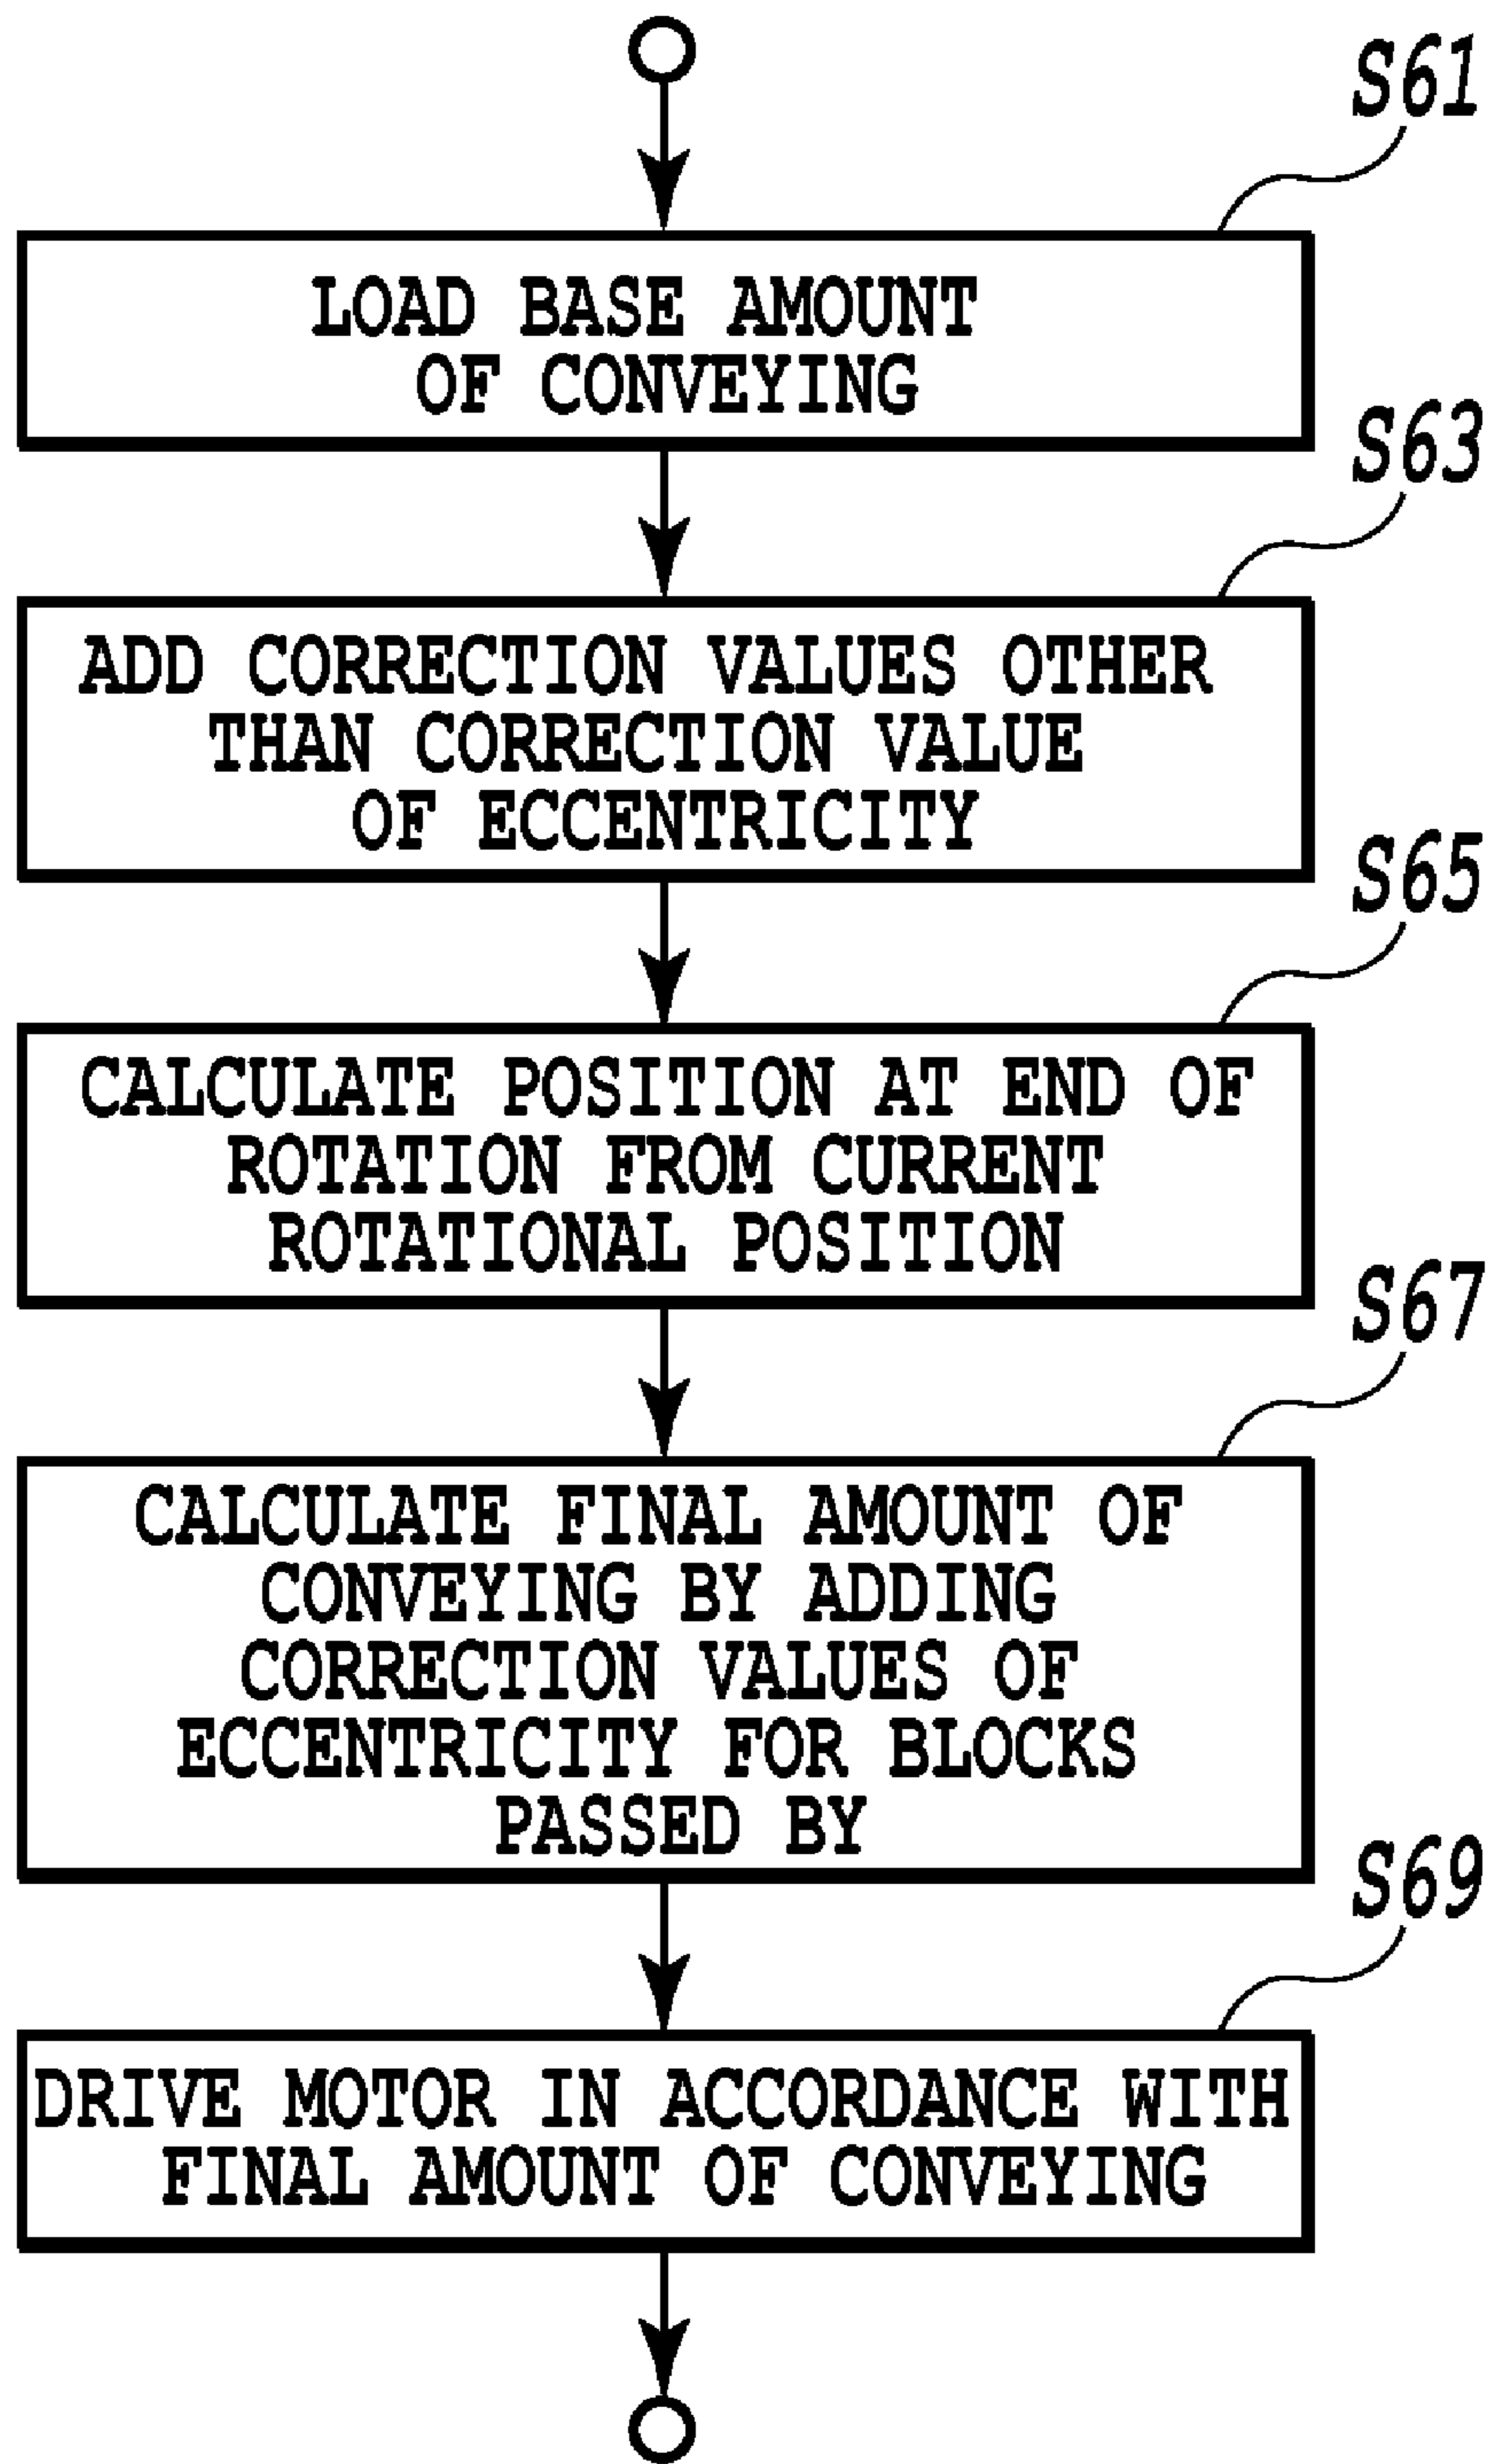 S61
LOAD BASE AMOUNT
OF CONVEYING
S63
ADD CORRECTION VALUES OTHER
THAN CORRECTION VALUE
OF ECCENTRICITY
S65
CALCULATE POSITION AT END OF
ROTATION FROM CURRENT
ROTATIONAL POSITION
S67
CALCULATE FINAL AMOUNT OF
CONVEYING BY ADDING
CORRECTION VALUES OF
ECCENTRICITY FOR BLOCKS
PASSED BY
S69
DRIVE MOTOR IN ACCORDANCE WITH
FINAL AMOUNT OF CONVEYING